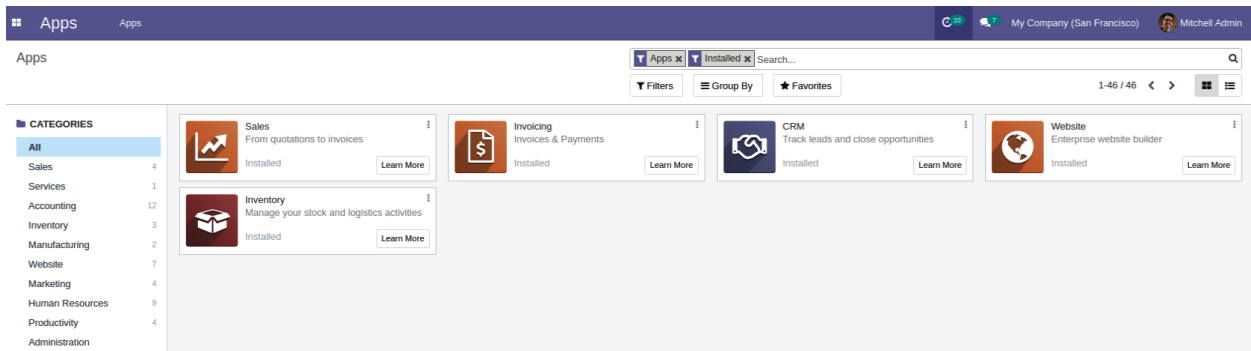 Apps Apps 33 7 My Company (San Francisco) Mitchell Admin
Apps Apps Installed Search...
Filters Group By Favorites 1-46 / 46
CATEGORIES
All
Sales 4
Services 1
Accounting 12
Inventory 3
Manufacturing 2
Website 7
Marketing 4
Human Resources 9
Productivity 4
Administration
Sales
From quotations to invoices
Installed Learn More
Invoicing
Invoices & Payments
Installed Learn More
CRM
Track leads and close opportunities
Installed Learn More
Website
Enterprise website builder
Installed Learn More
Inventory
Manage your stock and logistics activities
Installed Learn More